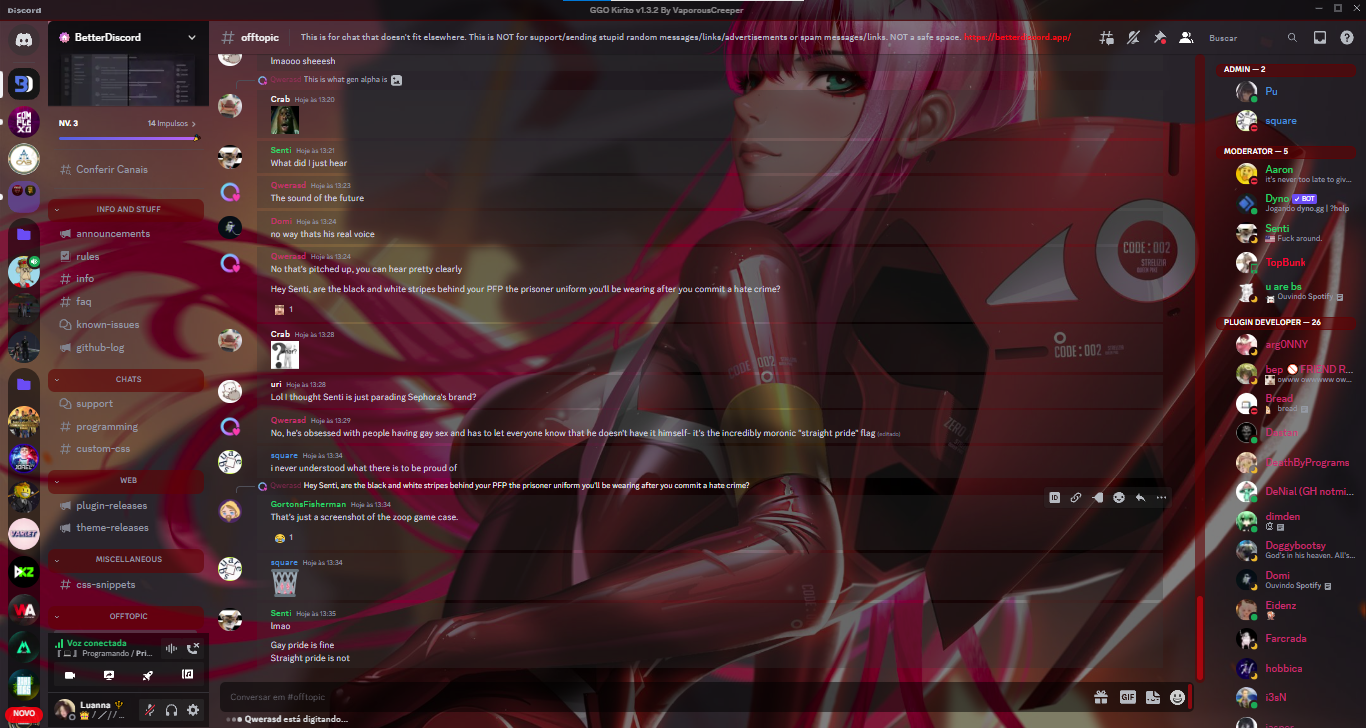 Discord
GGO Kirito v1.3.2 By VaporousCreeper
BetterDiscord
offtopic
This is for chat that doesn't fit elsewhere. This is NOT for support/sending stupid random messages/links/advertisements or spam messages/links. NOT a safe space. https://betterdiscord.app/
Buscar
NV. 3
14 Impulsos
Conferir Canais
INFO AND STUFF
announcements
rules
info
faq
known-issues
github-log
CHATS
support
programming
custom-css
WEB
plugin-releases
theme-releases
MISCELLANEOUS
css-snippets
OFFTOPIC
Voz conectada
Programando / Pri...
Luanna
NOVO
lmaooo sheeesh
Qwerasd This is what gen alpha is
Crab Hoje às 13:20
Senti Hoje às 13:21
What did I just hear
Qwerasd Hoje às 13:23
The sound of the future
Domi Hoje às 13:24
no way thats his real voice
Qwerasd Hoje às 13:24
No that's pitched up, you can hear pretty clearly
Hey Senti, are the black and white stripes behind your PFP the prisoner uniform you'll be wearing after you commit a hate crime?
1
Crab Hoje às 13:28
uri Hoje às 13:28
Lol I thought Senti is just parading Sephora's brand?
Qwerasd Hoje às 13:29
No, he's obsessed with people having gay sex and has to let everyone know that he doesn't have it himself- it's the incredibly moronic "straight pride" flag (editado)
square Hoje às 13:34
i never understood what there is to be proud of
Qwerasd Hey Senti, are the black and white stripes behind your PFP the prisoner uniform you'll be wearing after you commit a hate crime?
GortonsFisherman Hoje às 13:34
That's just a screenshot of the zoop game case.
1
square Hoje às 13:34
Senti Hoje às 13:35
lmao
Gay pride is fine
Straight pride is not
Conversar em #offtopic
GIF
Qwerasd está digitando...
ID
CODE:002
CODE:002
CODE:002
ADMIN — 2
Pu
square
MODERATOR — 5
Aaron
it's never too late to giv...
Dyno BOT
Jogando dyno.gg | ?help
Senti
Fuck around.
TopBunk
u are bs
Ouvindo Spotify
PLUGIN DEVELOPER — 26
arg0NNY
bep FRIEND R...
owww owwwww ow...
Bread
bread
DeathByPrograms
DeNial (GH notmi...
dimden
Doggybootsy
God's in his heaven. All's...
Domi
Ouvindo Spotify
Eidenz
Farcrada
hobbica
i3sN